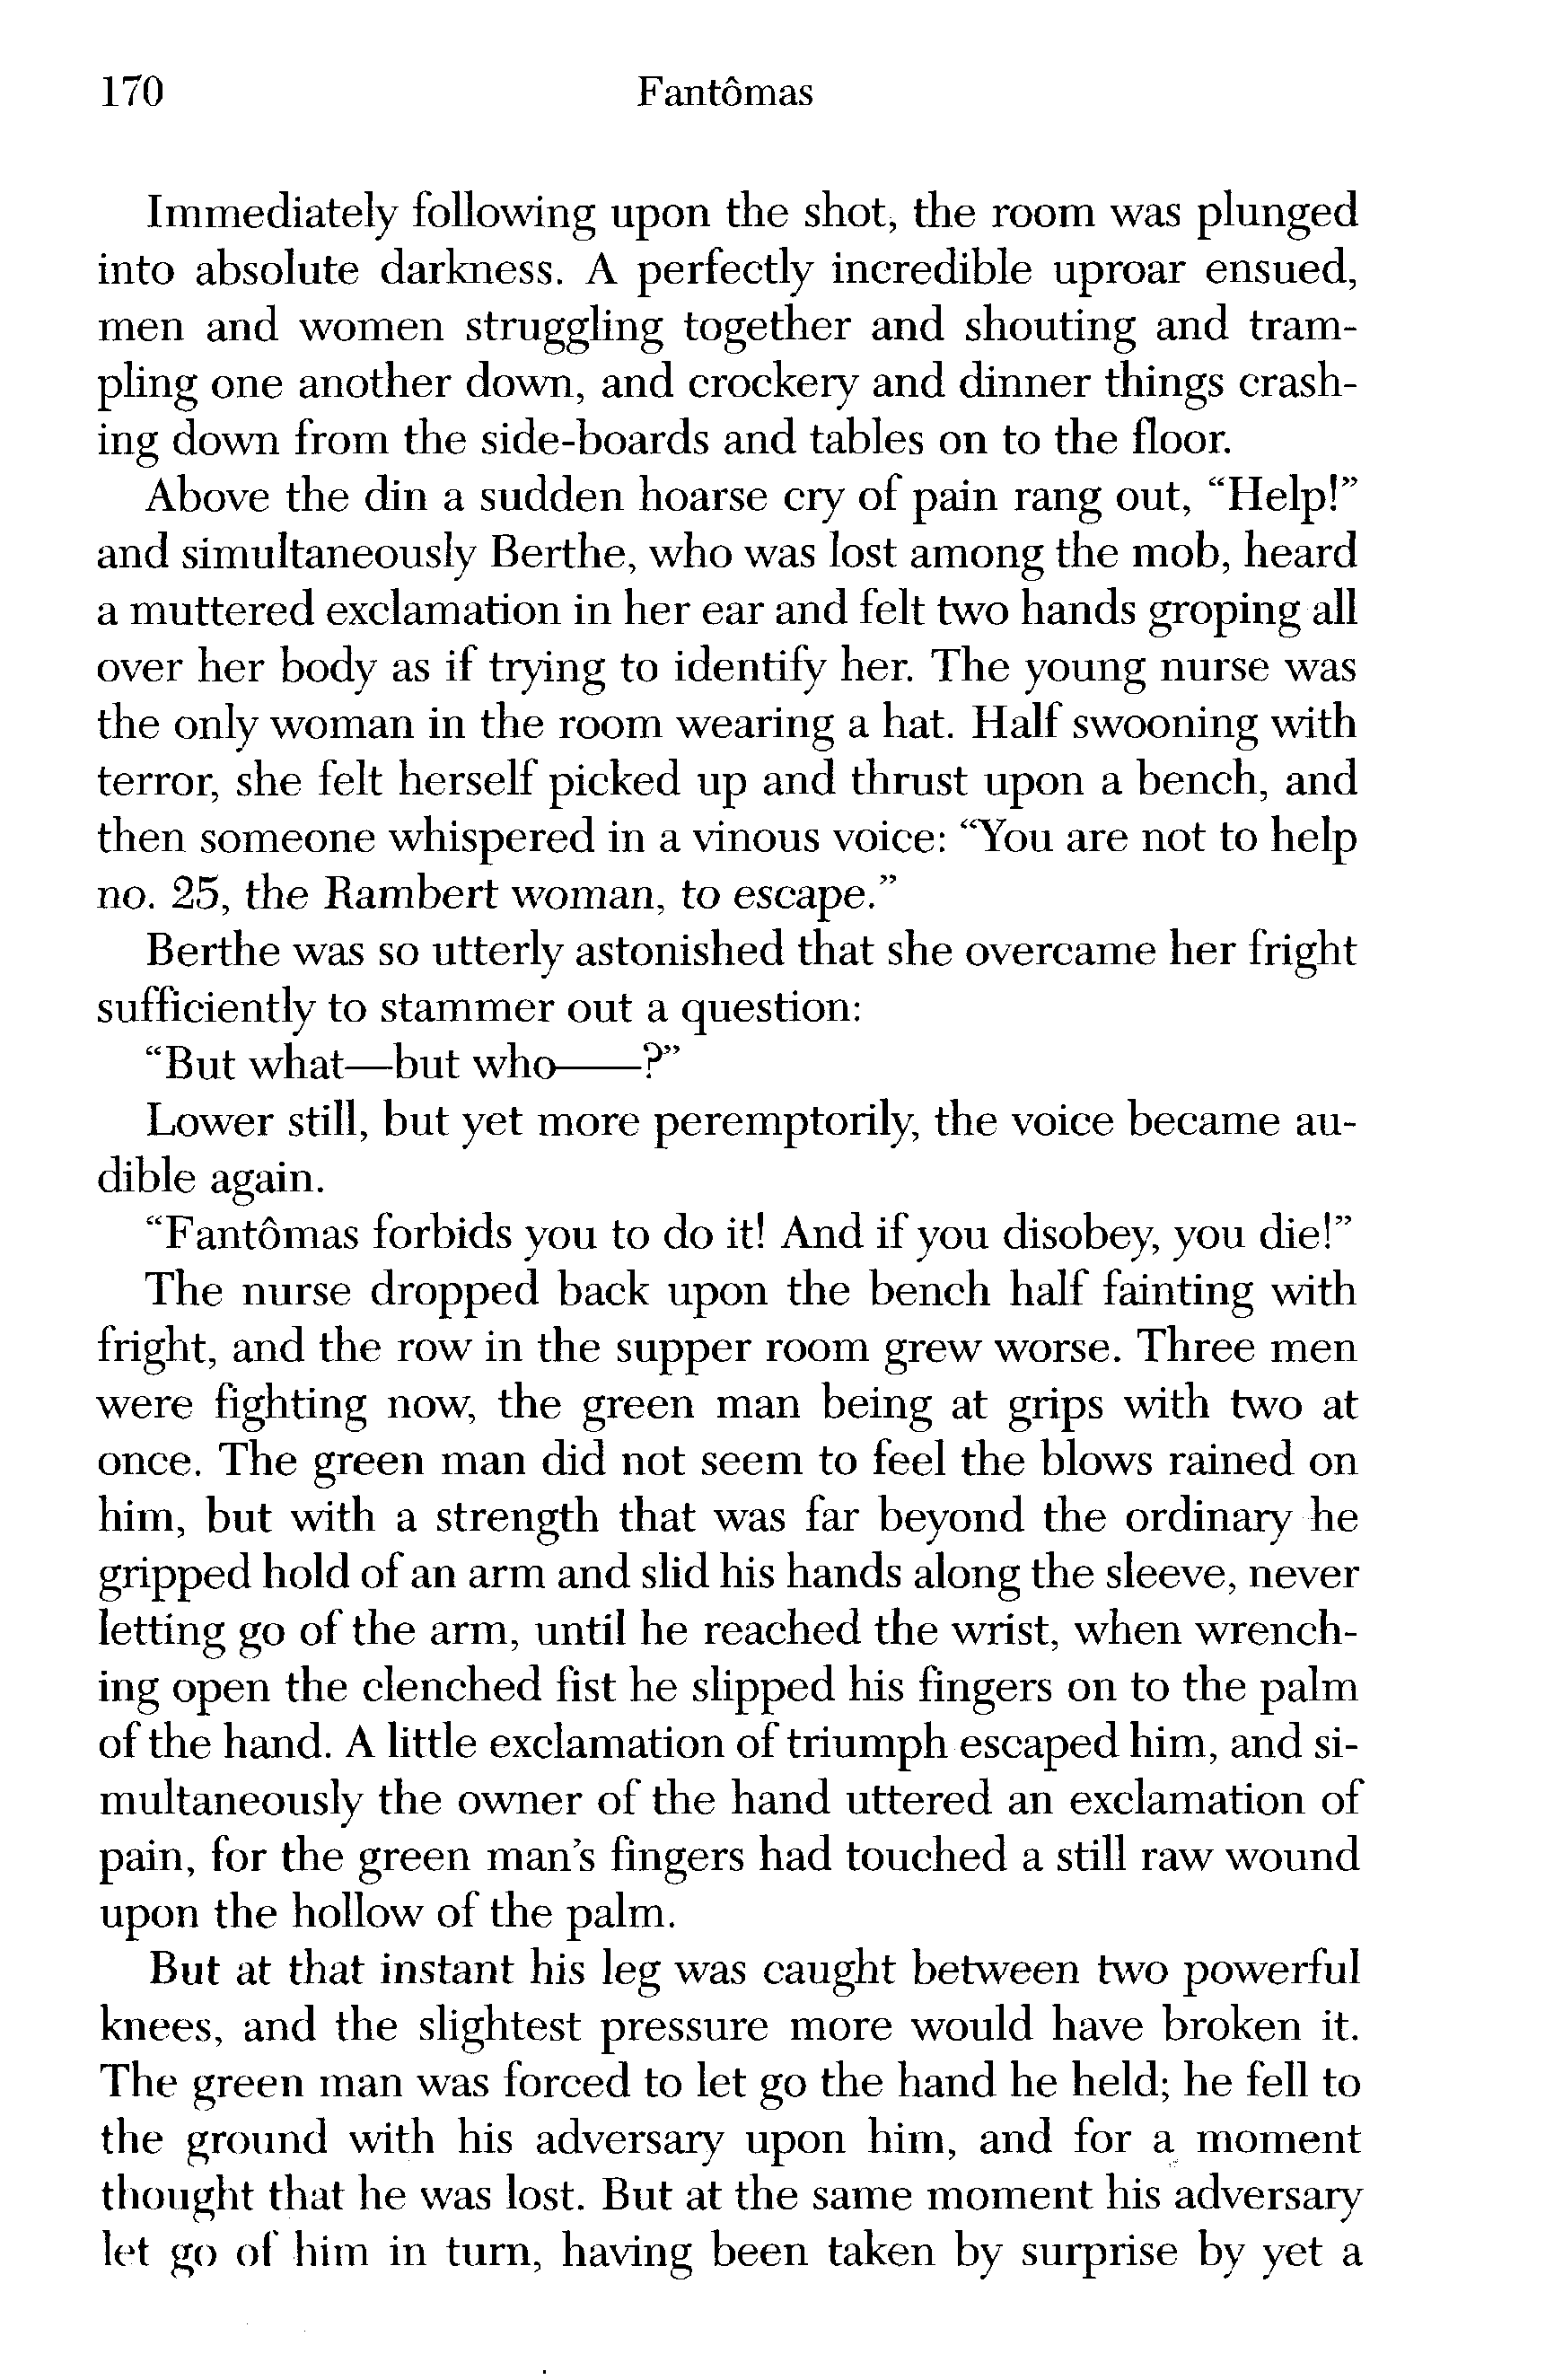 170 Fantômas
Immediately following upon the shot, the room was plunged
into absolute darkness. A perfectly incredible uproar ensued,
men and women struggling together and shouting and tram-
pling one another down, and crockery and dinner things crash-
ing down from the side-boards and tables on to the floor.
Above the din a sudden hoarse cry of pain rang out, “Help!”
and simultaneously Berthe, who was lost among the mob, heard
a muttered exclamation in her ear and felt two hands groping all
over her body as if trying to identify her. The young nurse was
the only woman in the room wearing a hat. Half swooning with
terror, she felt herself picked up and thrust upon a bench, and
then someone whispered in a vinous voice: “You are not to help
no. 25, the Rambert woman, to escape.”
Berthe was so utterly astonished that she overcame her fright
sufficiently to stammer out a question:
“But what—but who——?”
Lower still, but yet more peremptorily, the voice became au-
dible again.
“Fantômas forbids you to do it! And if you disobey, you die!”
The nurse dropped back upon the bench half fainting with
fright, and the row in the supper room grew worse. Three men
were fighting now, the green man being at grips with two at
once. The green man did not seem to feel the blows rained on
him, but with a strength that was far beyond the ordinary he
gripped hold of an arm and slid his hands along the sleeve, never
letting go of the arm, until he reached the wrist, when wrench-
ing open the clenched fist he slipped his fingers on to the palm
of the hand. A little exclamation of triumph escaped him, and si-
multaneously the owner of the hand uttered an exclamation of
pain, for the green man’s fingers had touched a still raw wound
upon the hollow of the palm.
But at that instant his leg was caught between two powerful
knees, and the slightest pressure more would have broken it.
The green man was forced to let go the hand he held; he fell to
the ground with his adversary upon him, and for a moment
thought that he was lost. But at the same moment his adversary
let go of him in turn, having been taken by surprise by yet a